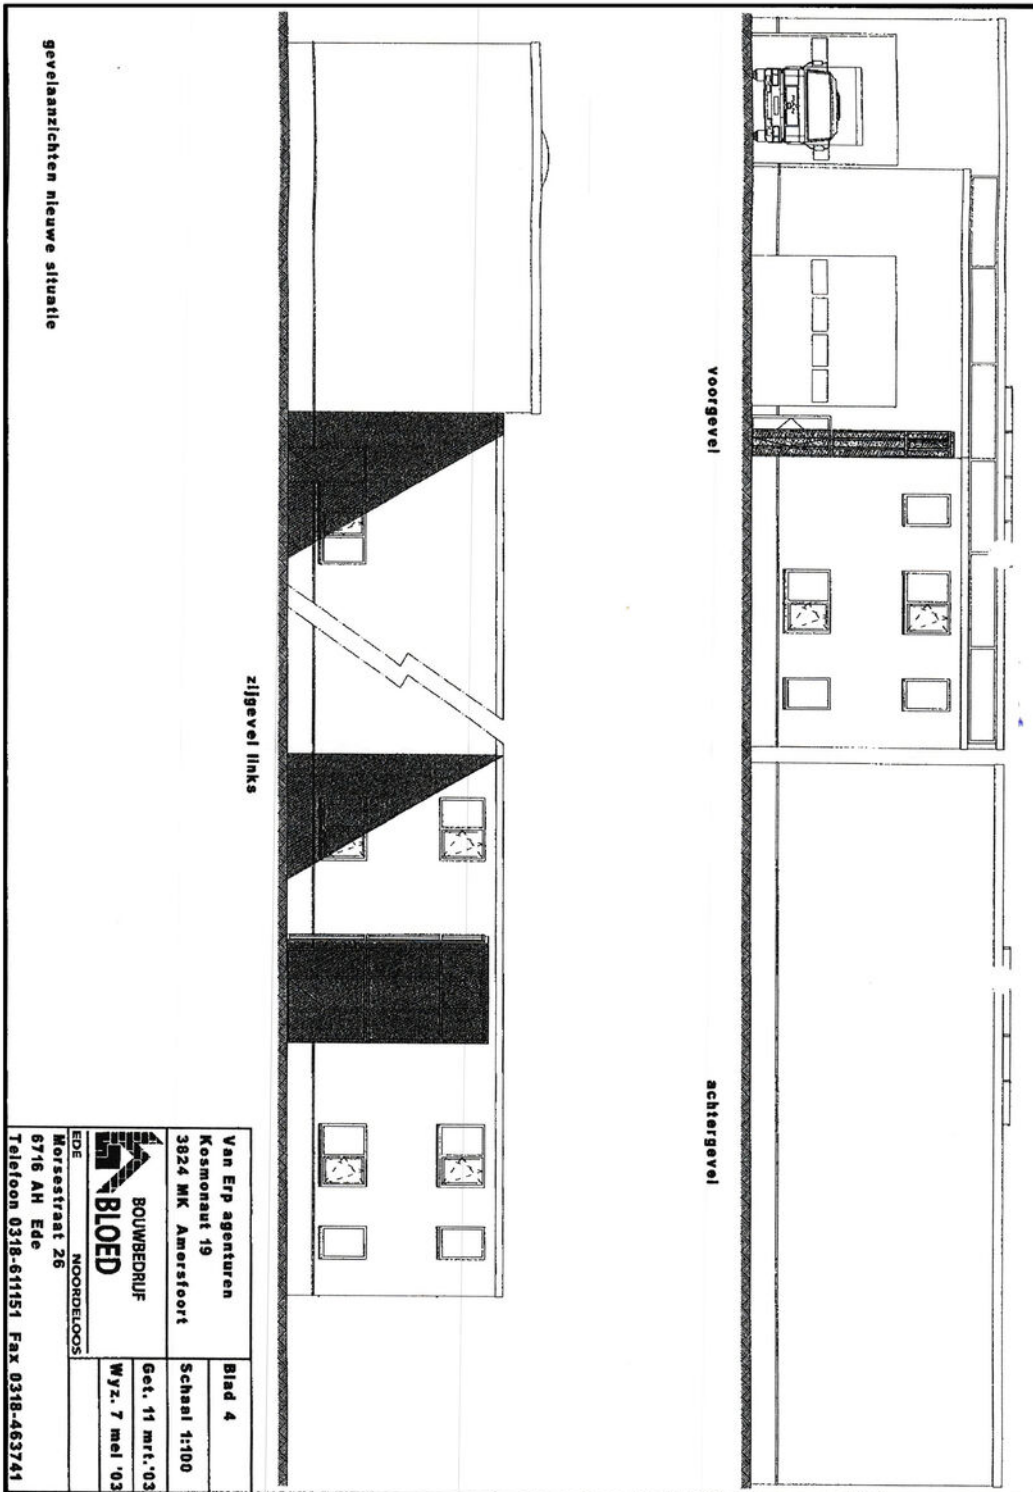 voorgevel
achtergevel
zijgevel links
gevelaanzichten nieuwe situatie
Van Erp agenturen
Kosmonaut 19
3824 MK Amersfoort
Blad 4
Schaal 1:100
Get. 11 mrt.'03
Wyz. 7 mei '03
BOUWBEDRIJF
BLOED
EDE NOORDELOOS
Morsestraat 26
6716 AH Ede
Telefoon 0318-611151 Fax 0318-463741